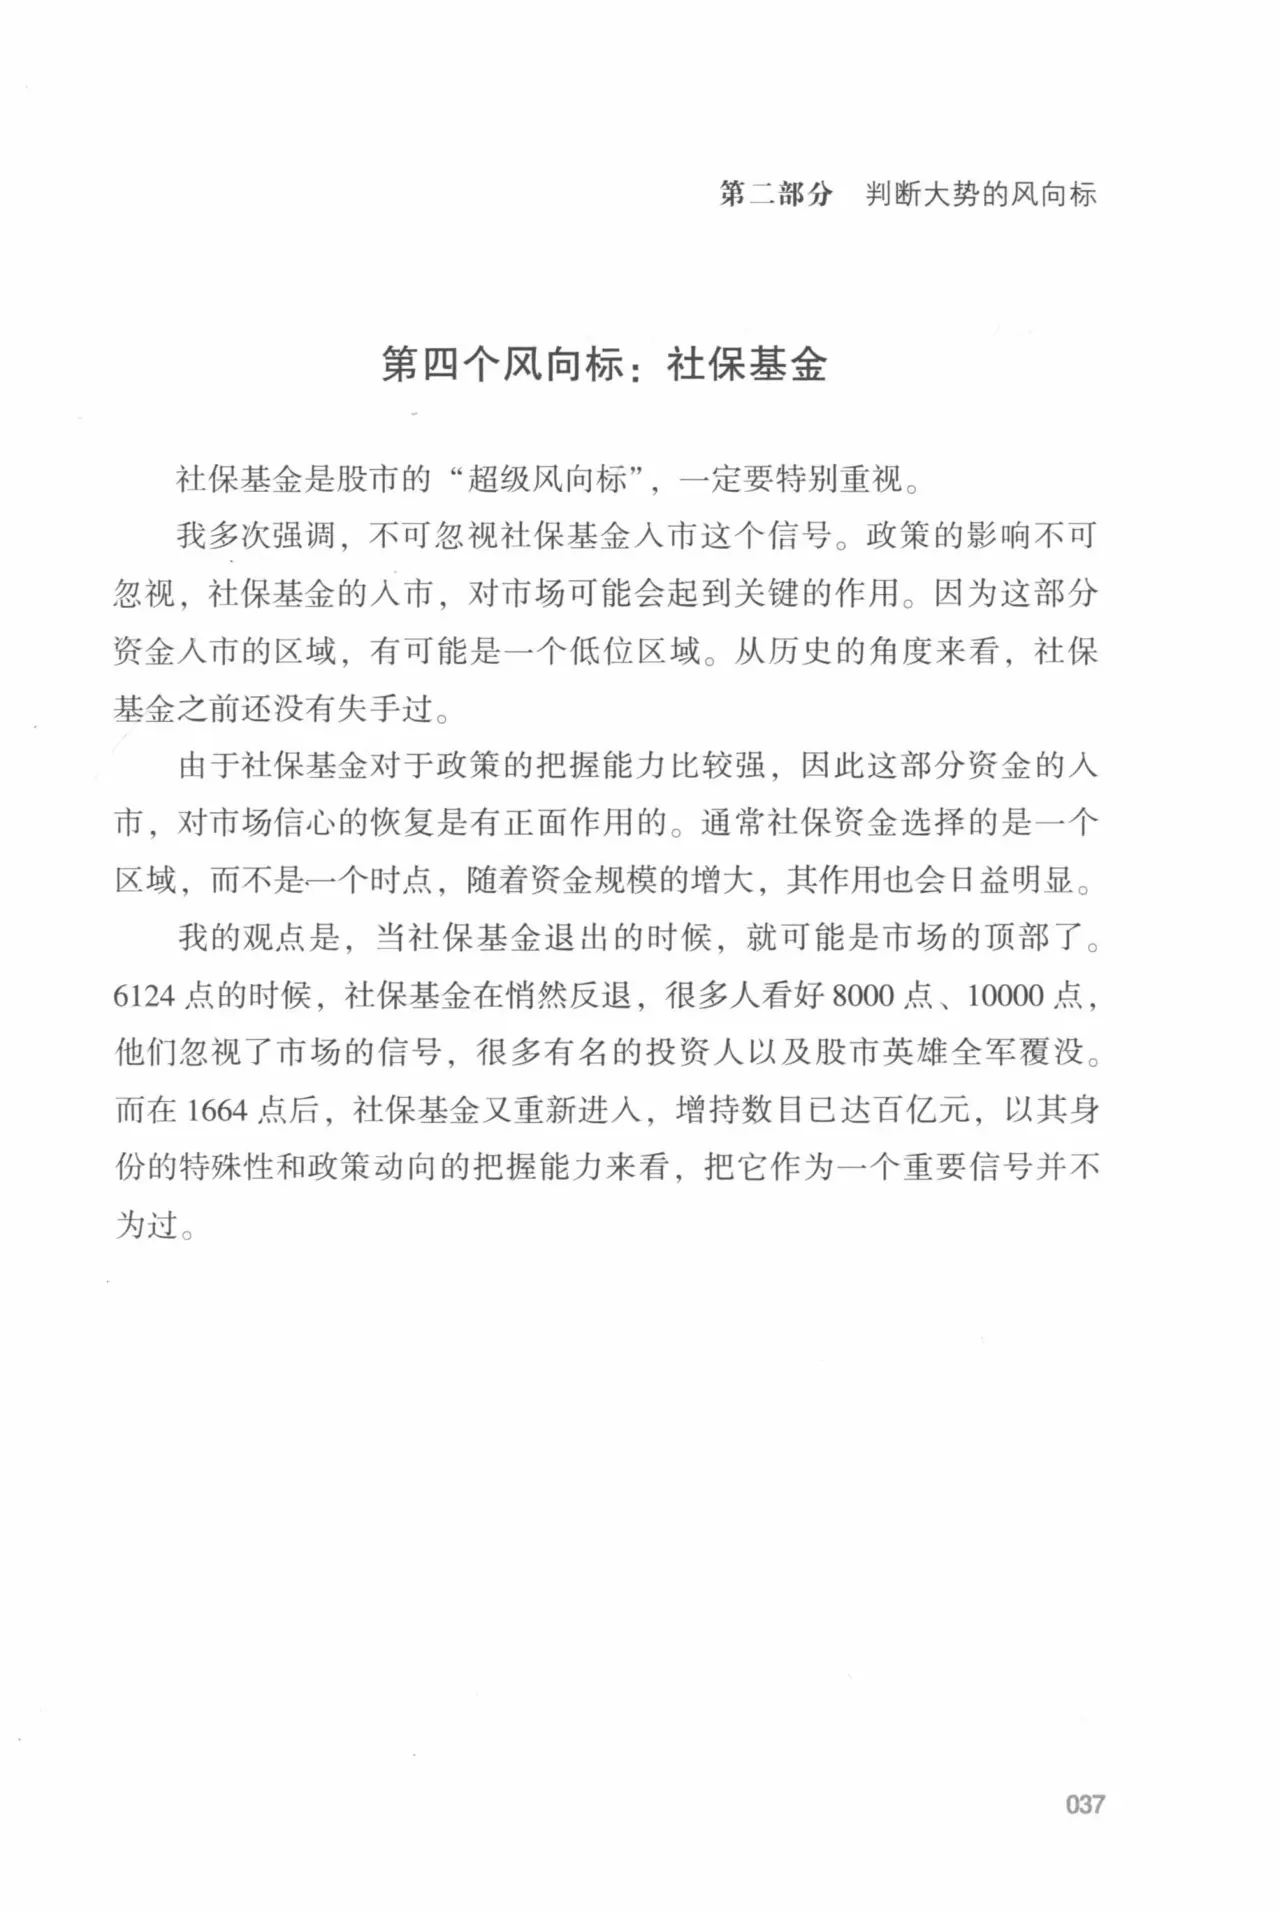 第二部分 判断大势的风向标
第四个风向标：社保基金
社保基金是股市的“超级风向标”，一定要特别重视。
我多次强调，不可忽视社保基金入市这个信号。政策的影响不可
忽视，社保基金的入市，对市场可能会起到关键的作用。因为这部分
资金入市的区域，有可能是一个低位区域。从历史的角度来看，社保
基金之前还没有失手过。
由于社保基金对于政策的把握能力比较强，因此这部分资金的入
市，对市场信心的恢复是有正面作用的。通常社保资金选择的是一个
区域，而不是一个时点，随着资金规模的增大，其作用也会日益明显。
我的观点是，当社保基金退出的时候，就可能是市场的顶部了。
6124 点的时候，社保基金在悄然反退，很多人看好 8000 点、10000 点，
他们忽视了市场的信号，很多有名的投资人以及股市英雄全军覆没。
而在 1664 点后，社保基金又重新进入，增持数目已达百亿元，以其身
份的特殊性和政策动向的把握能力来看，把它作为一个重要信号并不
为过。
037